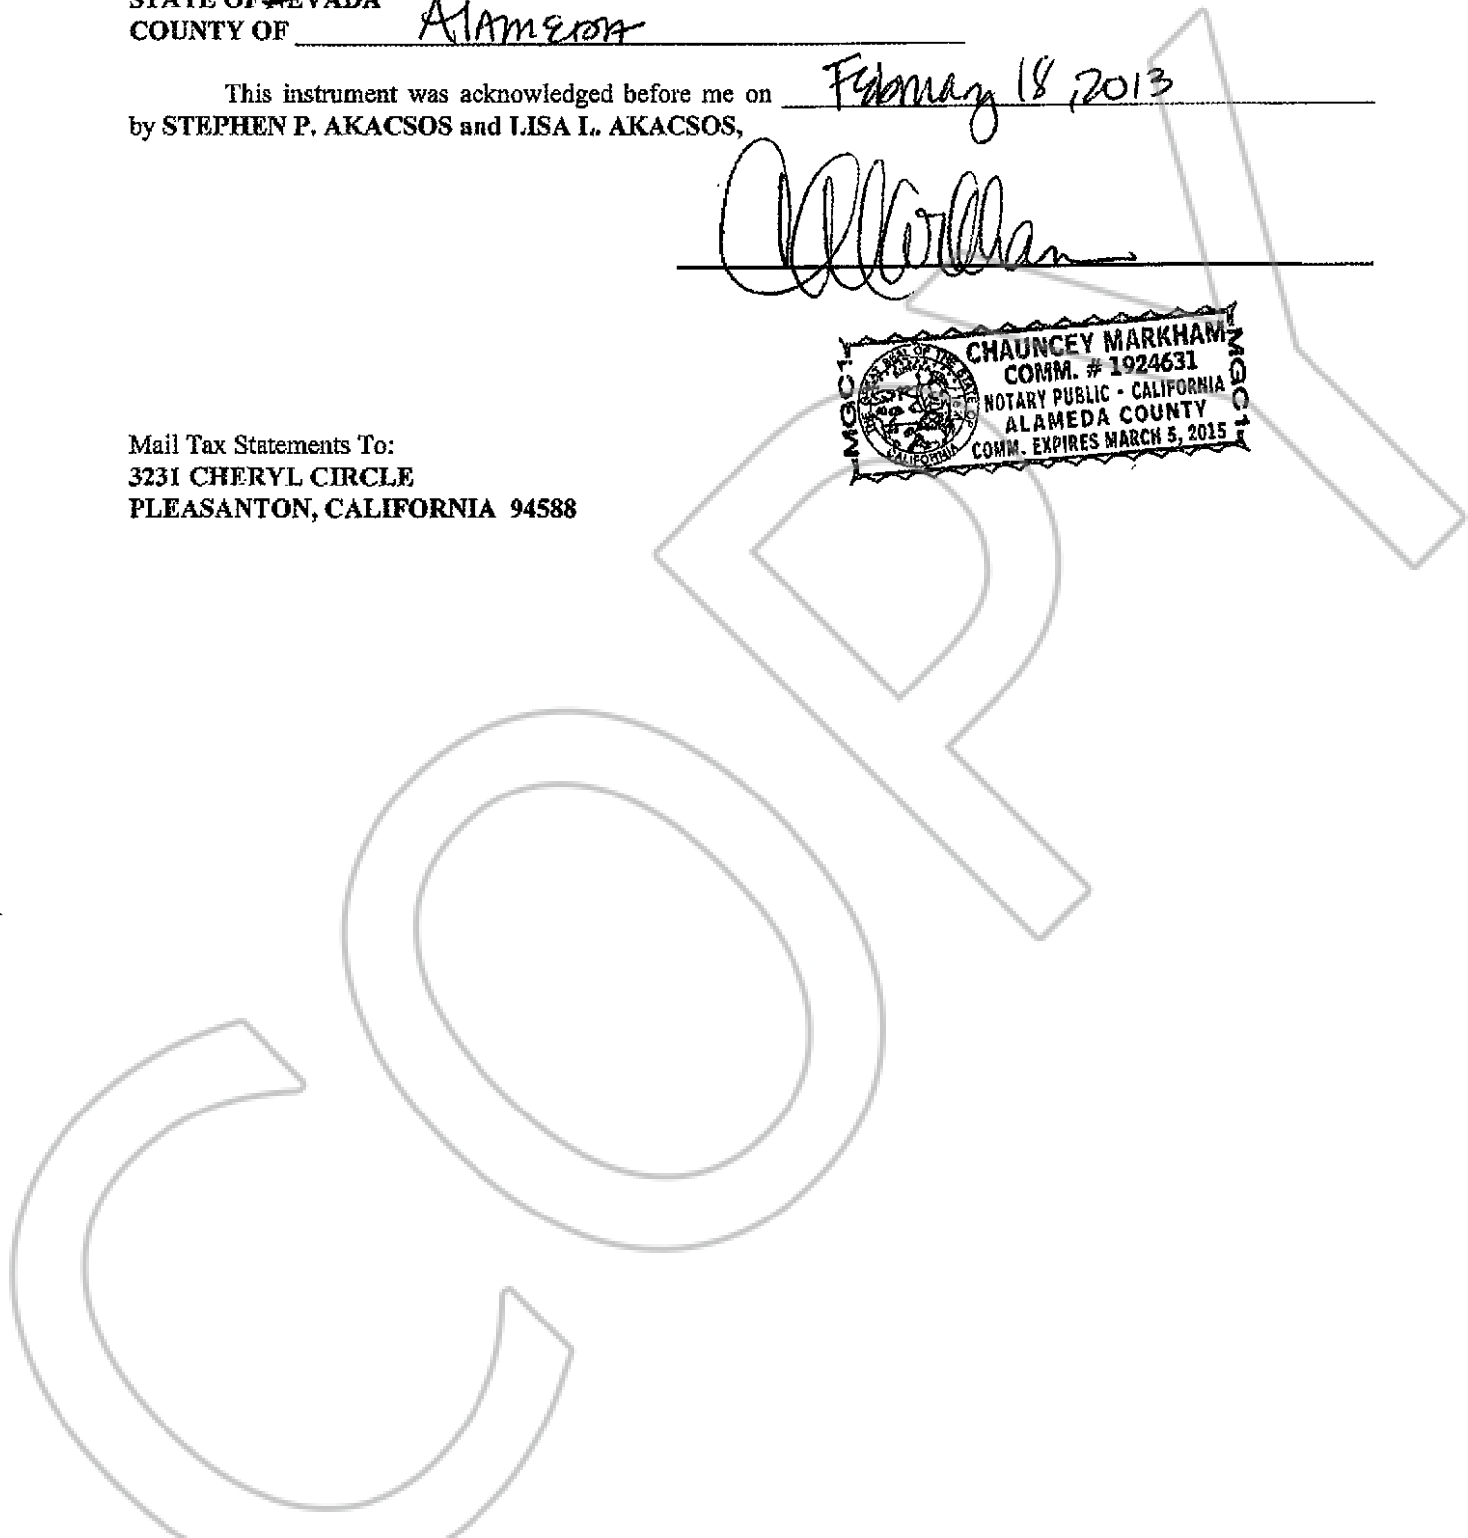 STATE OF NEVADA
COUNTY OF Alameda
This instrument was acknowledged before me on February 18, 2013
by STEPHEN P. AKACSOS and LISA L. AKACSOS,
CHAUNCEY MARKHAM
COMM. # 1924631
NOTARY PUBLIC - CALIFORNIA
ALAMEDA COUNTY
COMM. EXPIRES MARCH 5, 2015
MGC1
MGC1
Mail Tax Statements To:
3231 CHERYL CIRCLE
PLEASANTON, CALIFORNIA 94588
COPY